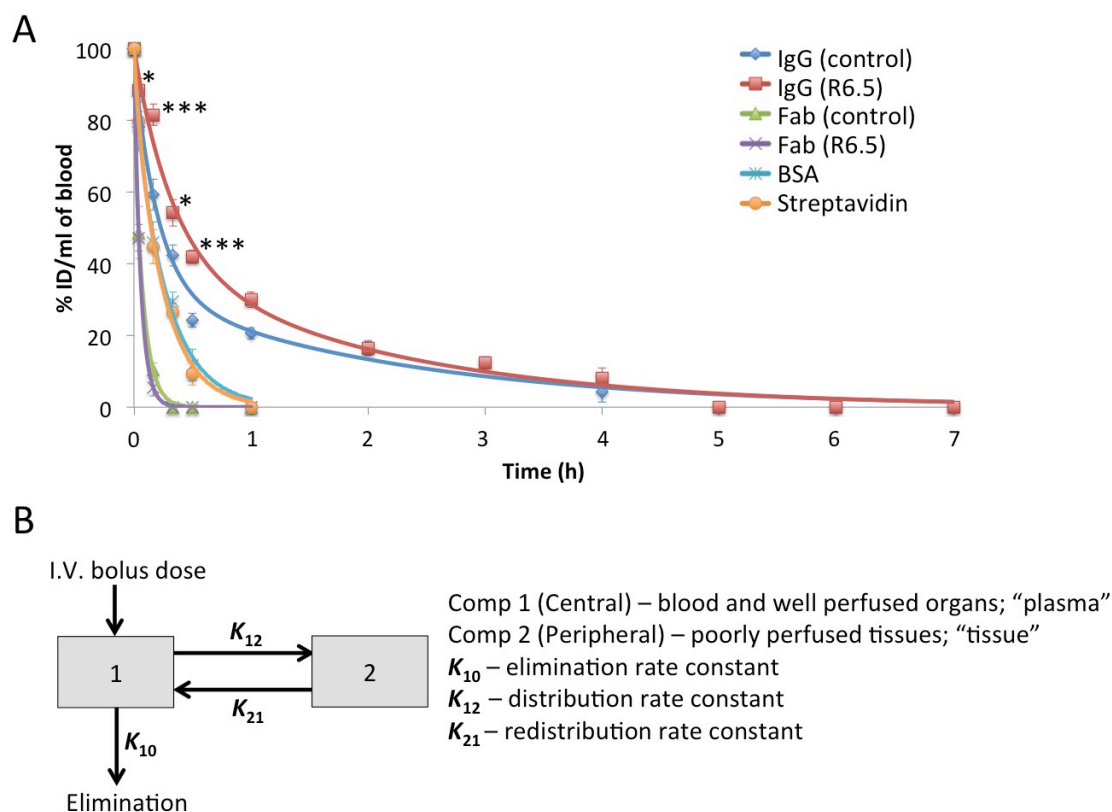 A
% ID/ml of blood
100
80
60
40
20
0
*
***
*
***
0 1 2 3 4 5 6 7
Time (h)
IgG (control)
IgG (R6.5)
Fab (control)
Fab (R6.5)
BSA
Streptavidin
B
I.V. bolus dose
1
K12
2
K21
K10
Elimination
Comp 1 (Central) – blood and well perfused organs; “plasma”
Comp 2 (Peripheral) – poorly perfused tissues; “tissue”
K10 – elimination rate constant
K12 – distribution rate constant
K21 – redistribution rate constant